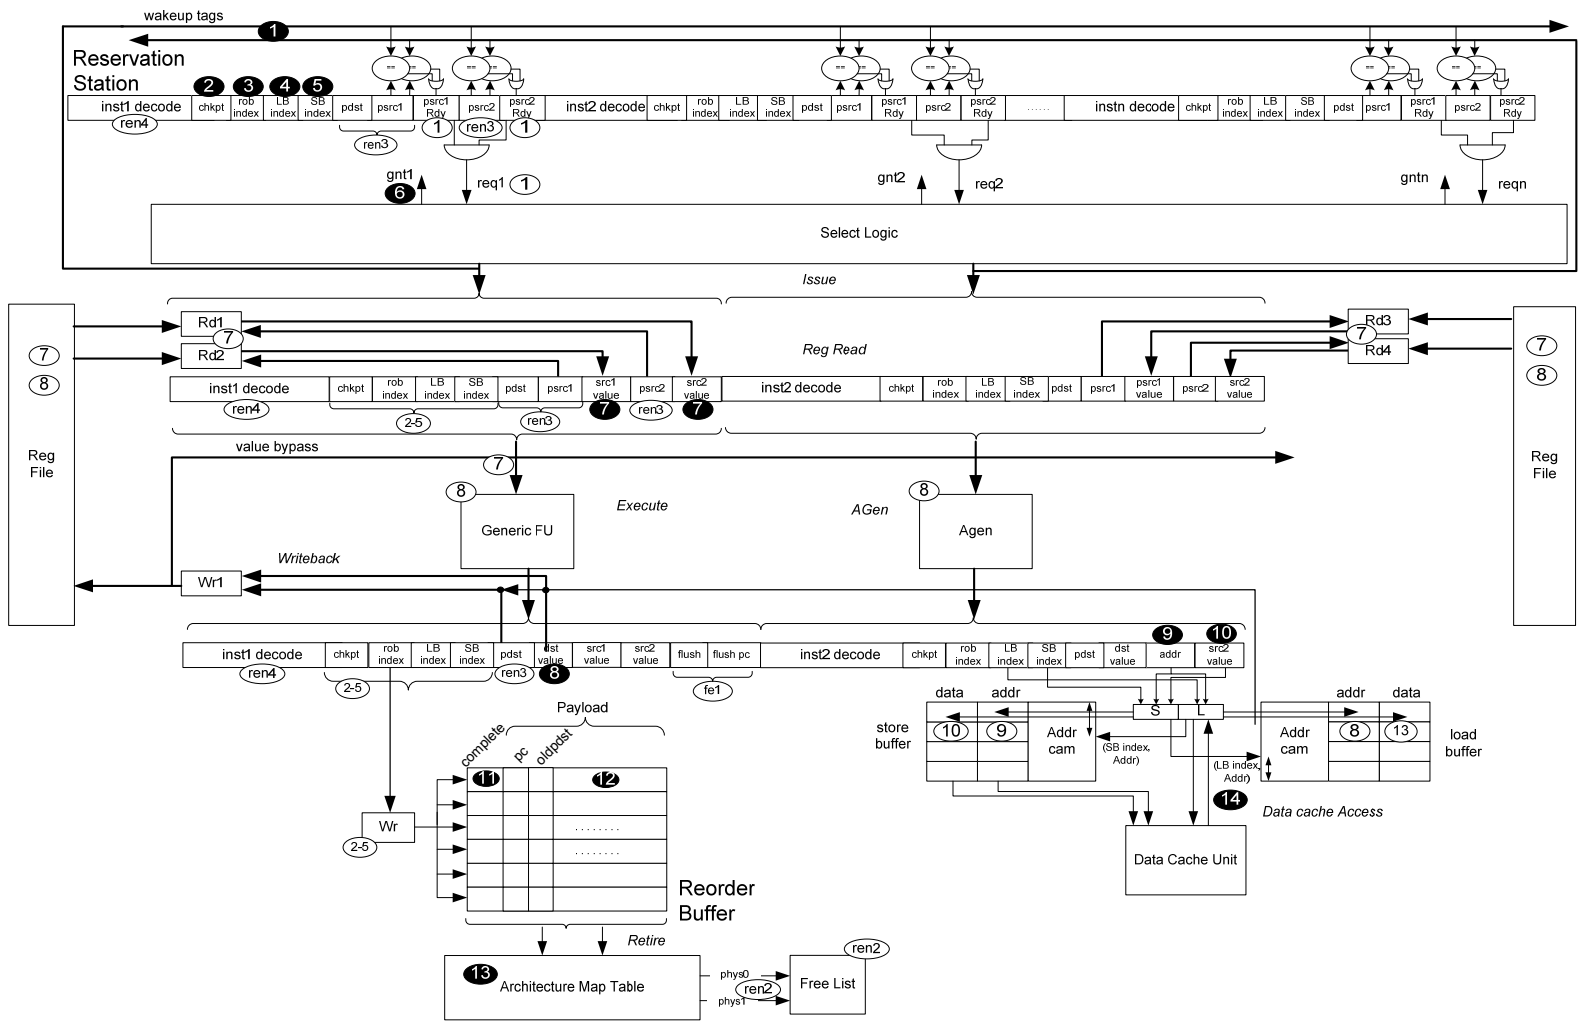 wakeup tags
1
Reservation
Station
== == == == == ==
== == == == == ==
2 3 4 5
inst1 decode chkpt rob index LB index SB index pdst psrc1 psrc1 Rdy psrc2 psrc2 Rdy inst2 decode chkpt rob index LB index SB index pdst psrc1 psrc1 Rdy psrc2 psrc2 Rdy ...... instn decode chkpt rob index LB index SB index pdst psrc1 psrc1 Rdy psrc2 psrc2 Rdy
ren4 ren3 1 ren3 1
gnt1 6 req1 1 gnt2 req2 gntn reqn
Select Logic
Issue
Rd1 Rd3
7 7
Rd2 Rd4
Reg Read
7 7
8 8
inst1 decode chkpt rob index LB index SB index pdst psrc1 src1 value psrc2 src2 value inst2 decode chkpt rob index LB index SB index pdst psrc1 psrc1 value psrc2 src2 value
ren4 2-5 ren3 7 ren3 7
Reg
File
Reg
File
value bypass
7
8 8
Generic FU Execute AGen Agen
Writeback
Wr1
9 10
inst1 decode chkpt rob index LB index SB index pdst dst value src1 value src2 value flush flush pc inst2 decode chkpt rob index LB index SB index pdst dst value addr src2 value
ren4 2-5 ren3 8 fe1
data addr addr data
S L
store
buffer
10 9 Addr
cam
Addr
cam
8 13 load
buffer
(SB index,
Addr)
(LB index,
Addr)
14
Data cache Access
Data Cache Unit
Payload
complete pc oldpdst
11 12
........
........
Wr
2-5
Reorder
Buffer
Retire
13 Architecture Map Table
phys0
ren2
phys1
ren2
Free List